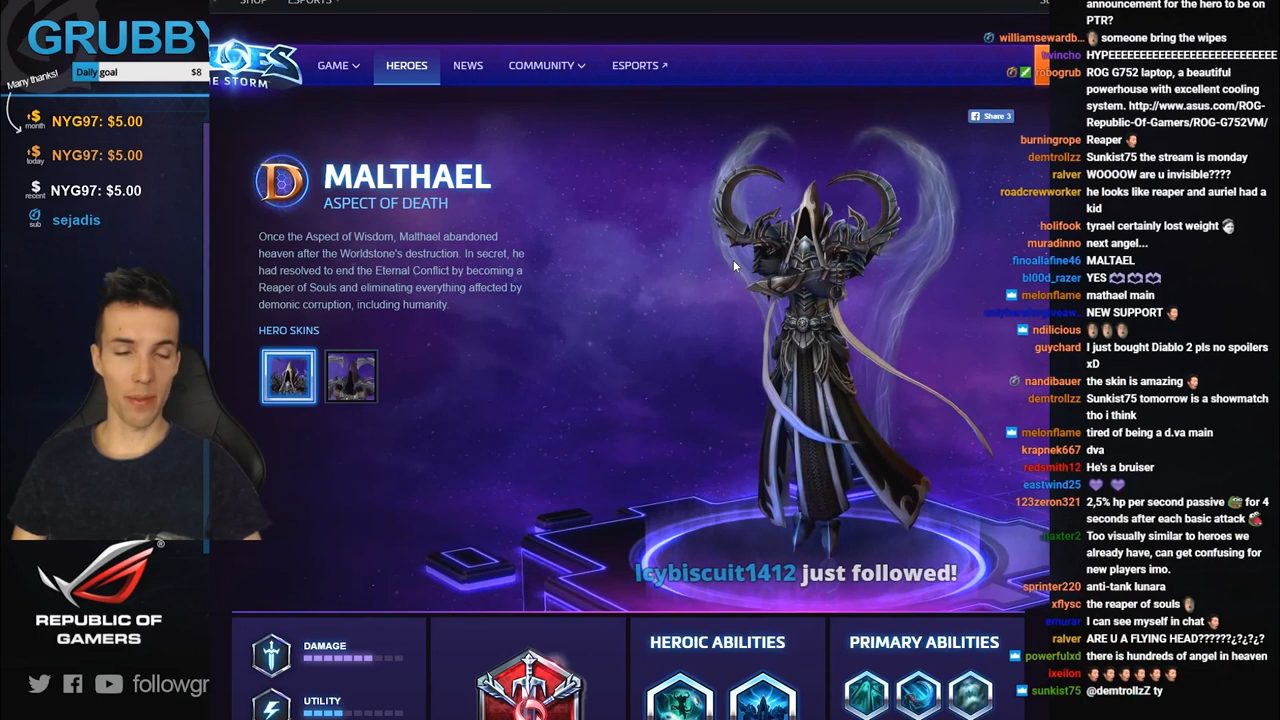 GRUBBY
Many thanks!
Daily goal
$8
month
NYG97: $5.00
today
NYG97: $5.00
recent
NYG97: $5.00
sub
sejadis
REPUBLIC OF
GAMERS
®
followgr
SHOP
ESPORTS
THE STORM
GAME
HEROES
NEWS
COMMUNITY
ESPORTS
Share 3
MALTHAEL
ASPECT OF DEATH
Once the Aspect of Wisdom, Malthael abandoned
heaven after the Worldstone's destruction. In secret, he
had resolved to end the Eternal Conflict by becoming a
Reaper of Souls and eliminating everything affected by
demonic corruption, including humanity.
HERO SKINS
Icybiscuit1412 just followed!
DAMAGE
UTILITY
HEROIC ABILITIES
PRIMARY ABILITIES
announcement for the hero to be on
PTR?
williamsewardb... someone bring the wipes
twincho HYPEEEEEEEEEEEEEEEEEEEEEEEEEE
robogrub ROG G752 laptop, a beautiful
powerhouse with excellent cooling
system. http://www.asus.com/ROG-
Republic-Of-Gamers/ROG-G752VM/
burningrope Reaper
demtrollzz Sunkist75 the stream is monday
ralver WOOOOW are u invisible????
roadcrewworker he looks like reaper and auriel had a
kid
holifook tyrael certainly lost weight
muradinno next angel...
finoallafine46 MALTAEL
bl00d_razer YES
melonflame mathael main
NEW SUPPORT
ndilicious
guychard I just bought Diablo 2 pls no spoilers
xD
nandibauer the skin is amazing
demtrollzz Sunkist75 tomorrow is a showmatch
tho i think
melonflame tired of being a d.va main
krapnek667 dva
redsmith12 He's a bruiser
eastwind25
123zeron321 2,5% hp per second passive for 4
seconds after each basic attack
naxter2 Too visually similar to heroes we
already have, can get confusing for
new players imo.
sprinter220 anti-tank lunara
xflysc the reaper of souls
emurar I can see myself in chat
ralver ARE U A FLYING HEAD??????¿?¿?¿?
powerfulxd there is hundreds of angel in heaven
ixeilon
sunkist75 @demtrollzZ ty